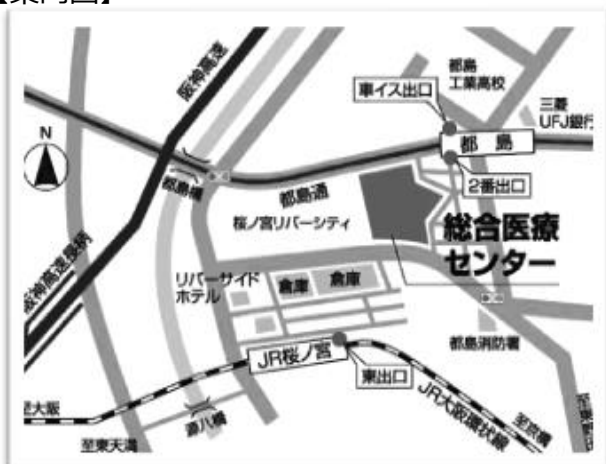 【案内図】
阪神高速
都島
工業高校
車イス出口
三菱
UFJ銀行
都 島
N
都島橋
都島通
2番出口
桜ノ宮リバーシティ
総合医療
センター
阪神高速長柄
リバーサイド
ホテル
倉庫
倉庫
都島消防署
JR桜ノ宮
東出口
JR大阪環状線
至大阪
至京橋
源八橋
至東天満